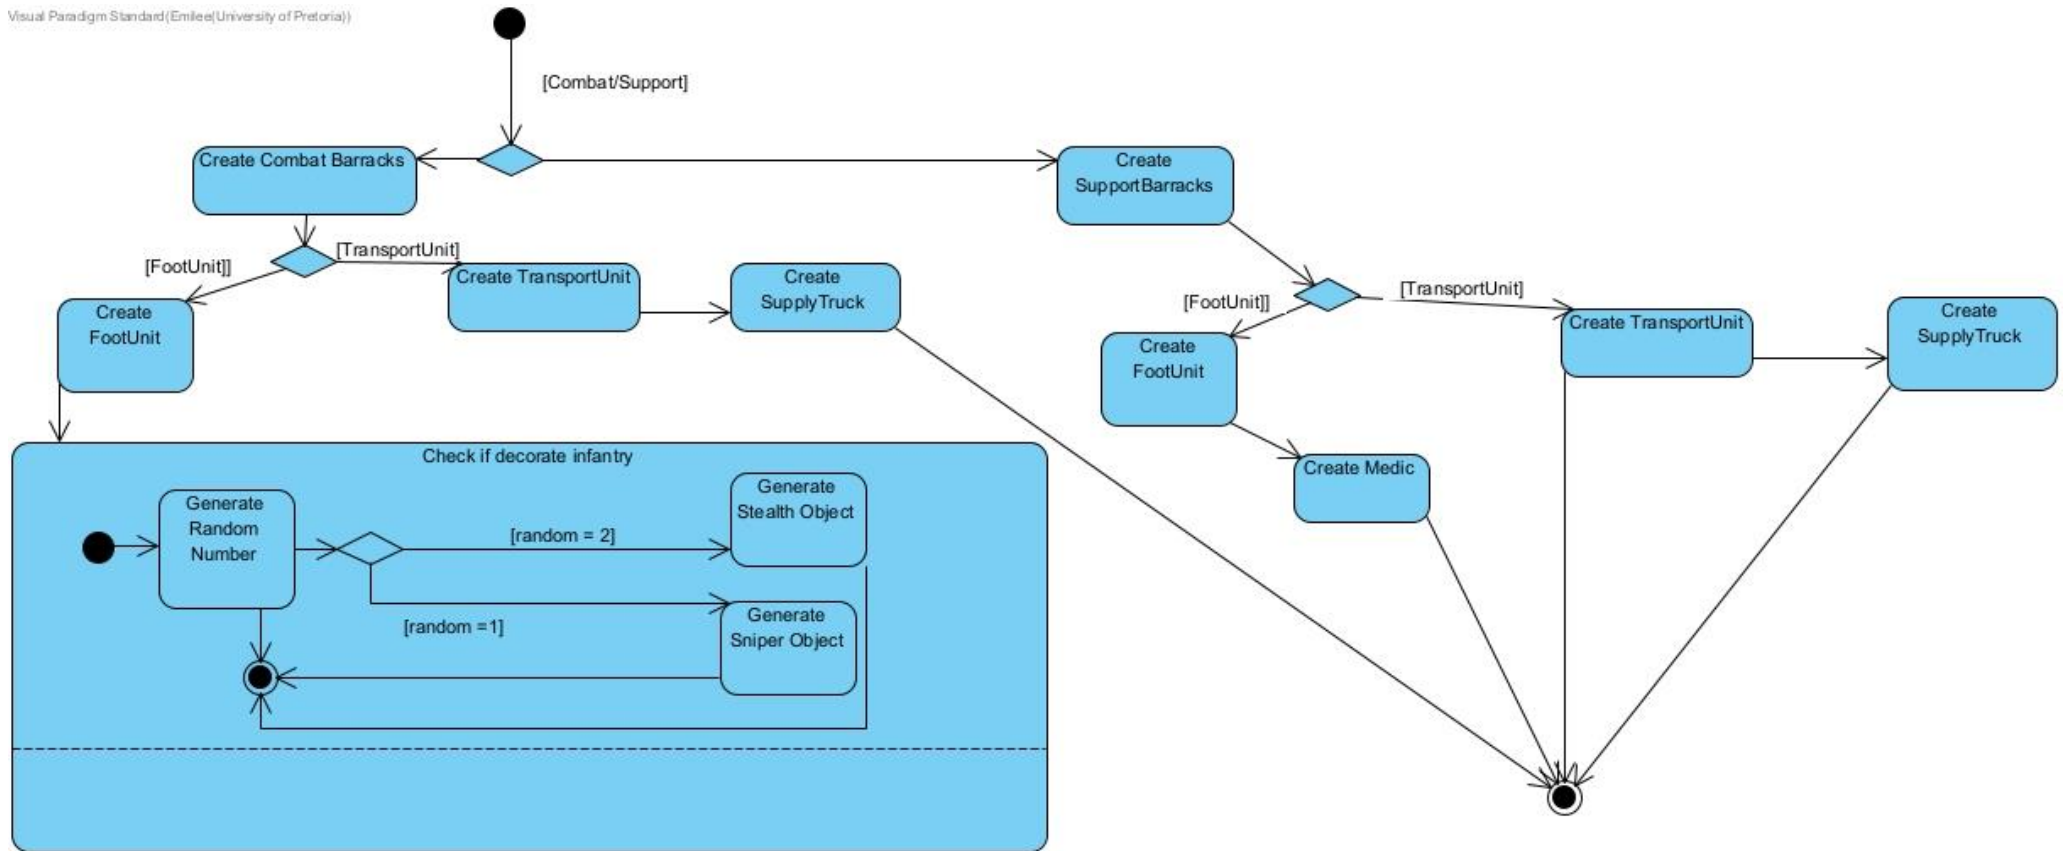 Visual Paradigm Standard(Emilee(University of Pretoria))
[Combat/Support]
Create Combat Barracks
Create
SupportBarracks
[FootUnit]]
[TransportUnit]
Create
FootUnit
Create TransportUnit
Create
SupplyTruck
[FootUnit]]
[TransportUnit]
Create
FootUnit
Create TransportUnit
Create
SupplyTruck
Create Medic
Check if decorate infantry
Generate
Random
Number
[random = 2]
Generate
Stealth Object
[random =1]
Generate
Sniper Object